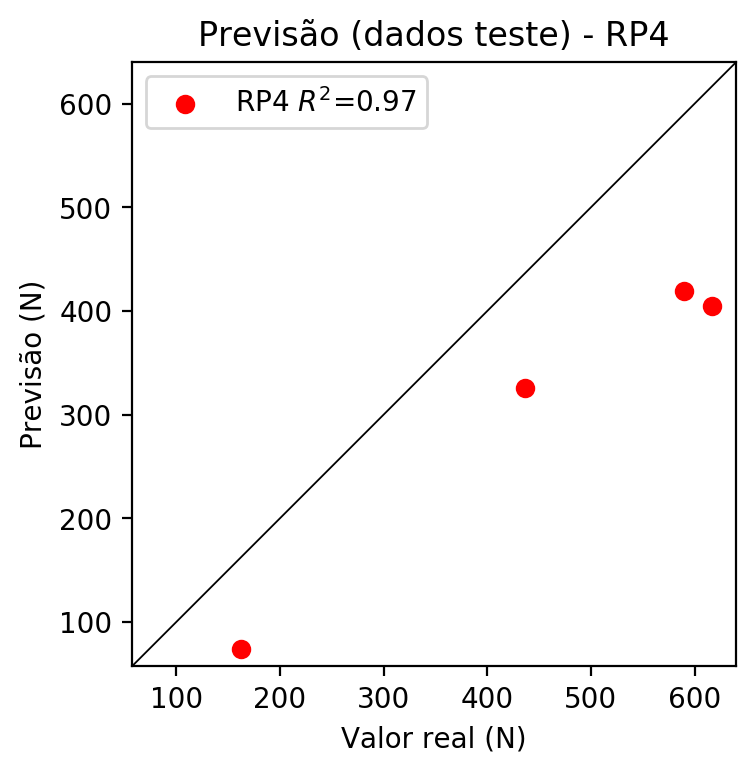 Previsão (dados teste) - RP4
RP4 R²=0.97
600
500
400
300
200
100
Previsão (N)
100 200 300 400 500 600
Valor real (N)